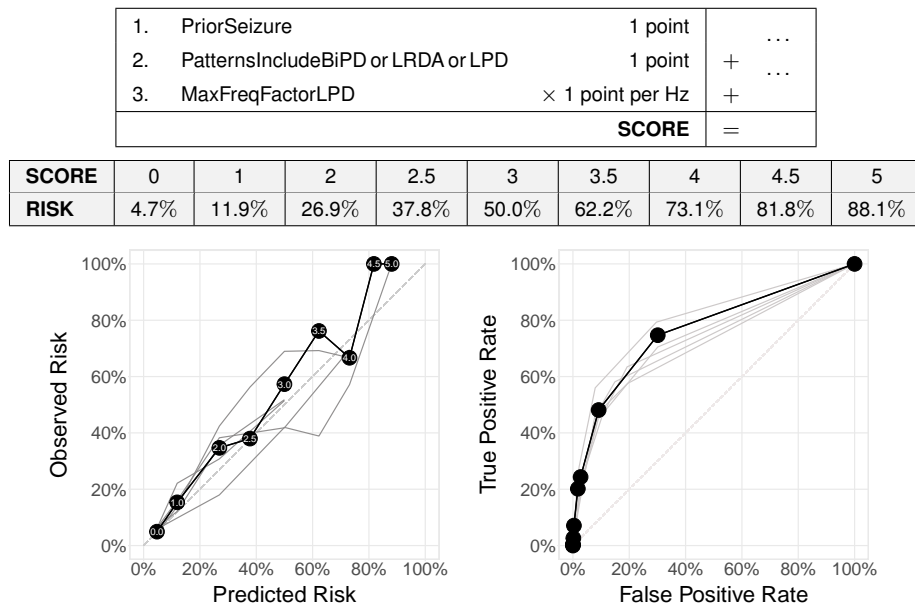 1. PriorSeizure 1 point ...
2. PatternsIncludeBiPD or LRDA or LPD 1 point + ...
3. MaxFreqFactorLPD × 1 point per Hz +
SCORE =
SCORE 0 1 2 2.5 3 3.5 4 4.5 5
RISK 4.7% 11.9% 26.9% 37.8% 50.0% 62.2% 73.1% 81.8% 88.1%
Observed Risk
100%
80%
60%
40%
20%
0%
4.5 5.0
3.5
4.0
3.0
2.0
2.5
1.0
0.0
0% 20% 40% 60% 80% 100%
Predicted Risk
True Positive Rate
100%
80%
60%
40%
20%
0%
0% 20% 40% 60% 80% 100%
False Positive Rate